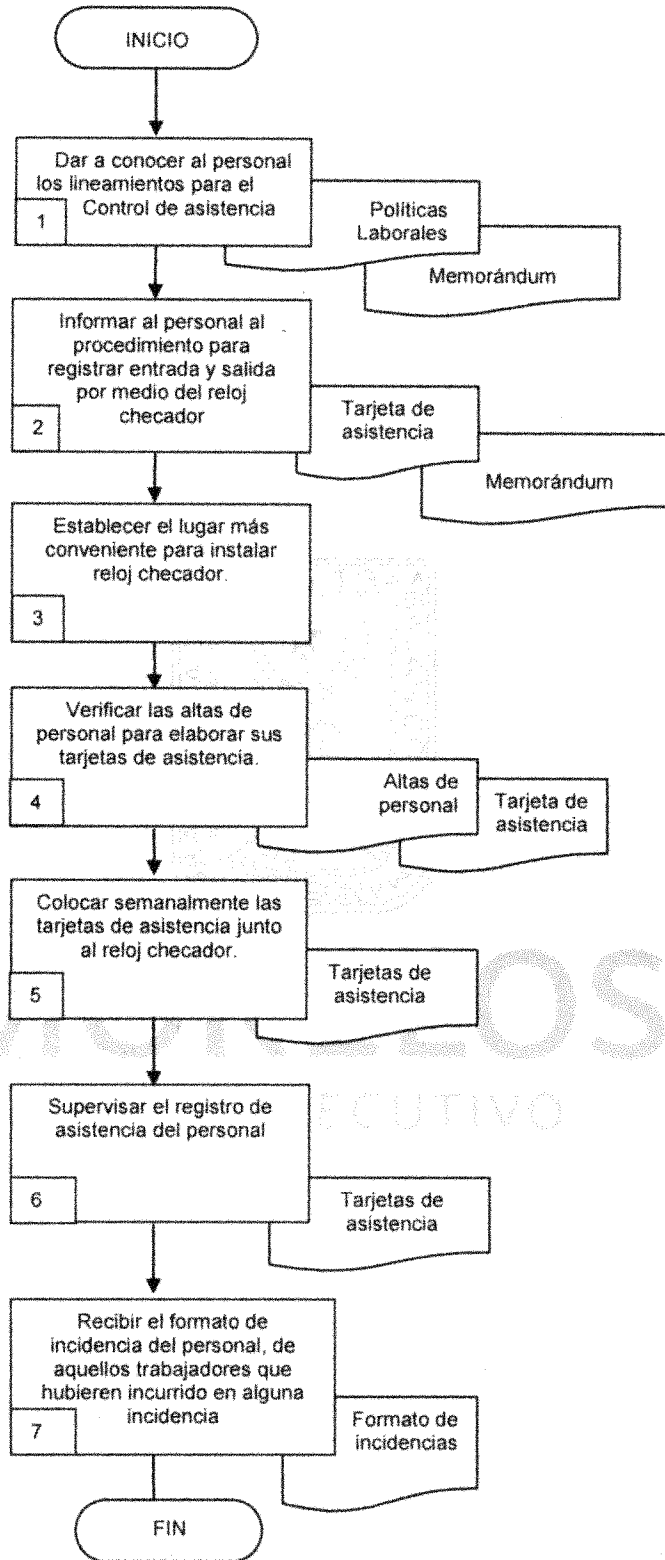 INICIO
Dar a conocer al personal
los lineamientos para el
Control de asistencia
1
Políticas
Laborales
Memorándum
Informar al personal al
procedimiento para
registrar entrada y salida
por medio del reloj
checador
2
Tarjeta de
asistencia
Memorándum
Establecer el lugar más
conveniente para instalar
reloj checador.
3
Verificar las altas de
personal para elaborar sus
tarjetas de asistencia.
4
Altas de
personal
Tarjeta de
asistencia
Colocar semanalmente las
tarjetas de asistencia junto
al reloj checador.
5
Tarjetas de
asistencia
MORELOS
ECUTIVO
Supervisar el registro de
asistencia del personal
6
Tarjetas de
asistencia
Recibir el formato de
incidencia del personal, de
aquellos trabajadores que
hubieren incurrido en alguna
incidencia
7
Formato de
incidencias
FIN